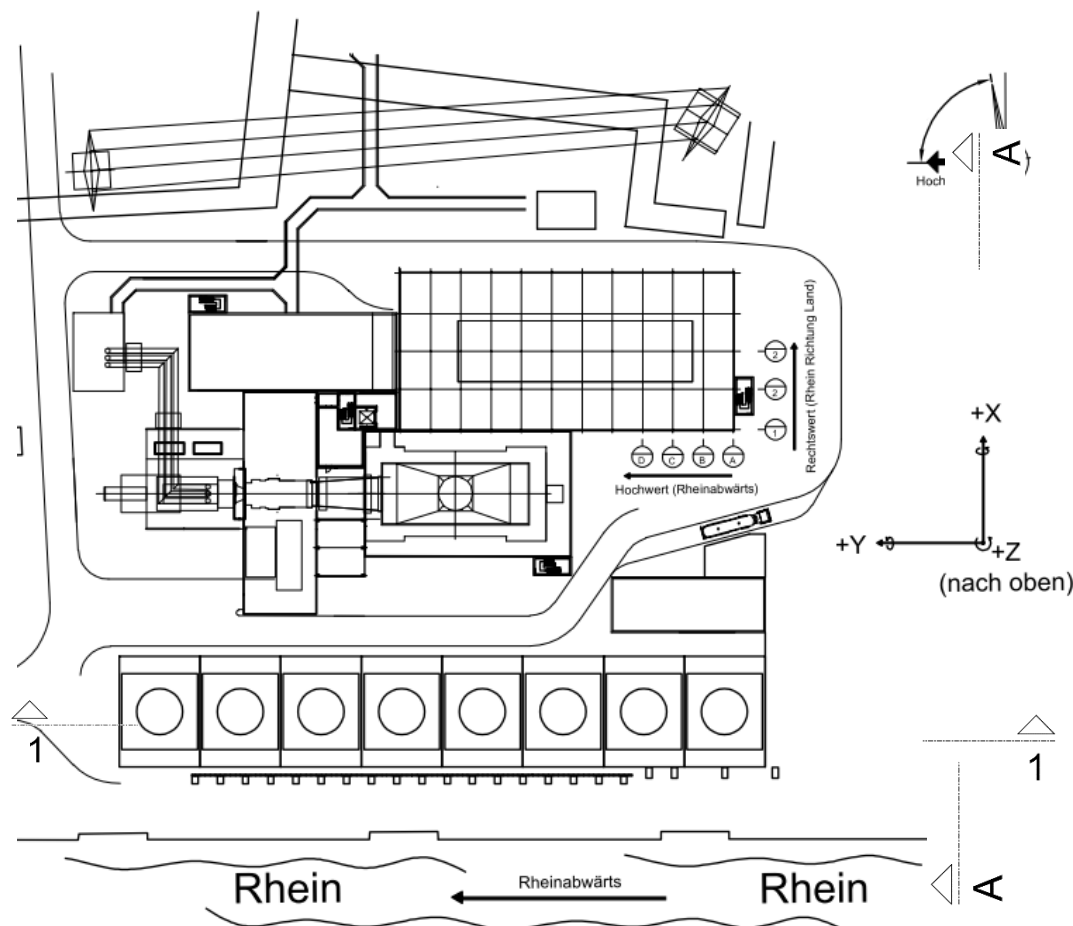 A
Hoch
Rechtswert (Rhein Richtung Land)
2
2
1
D
C
B
A
Hochwert (Rheinabwärts)
+X
+Y
+Z
(nach oben)
1
1
Rhein
Rheinabwärts
Rhein
A